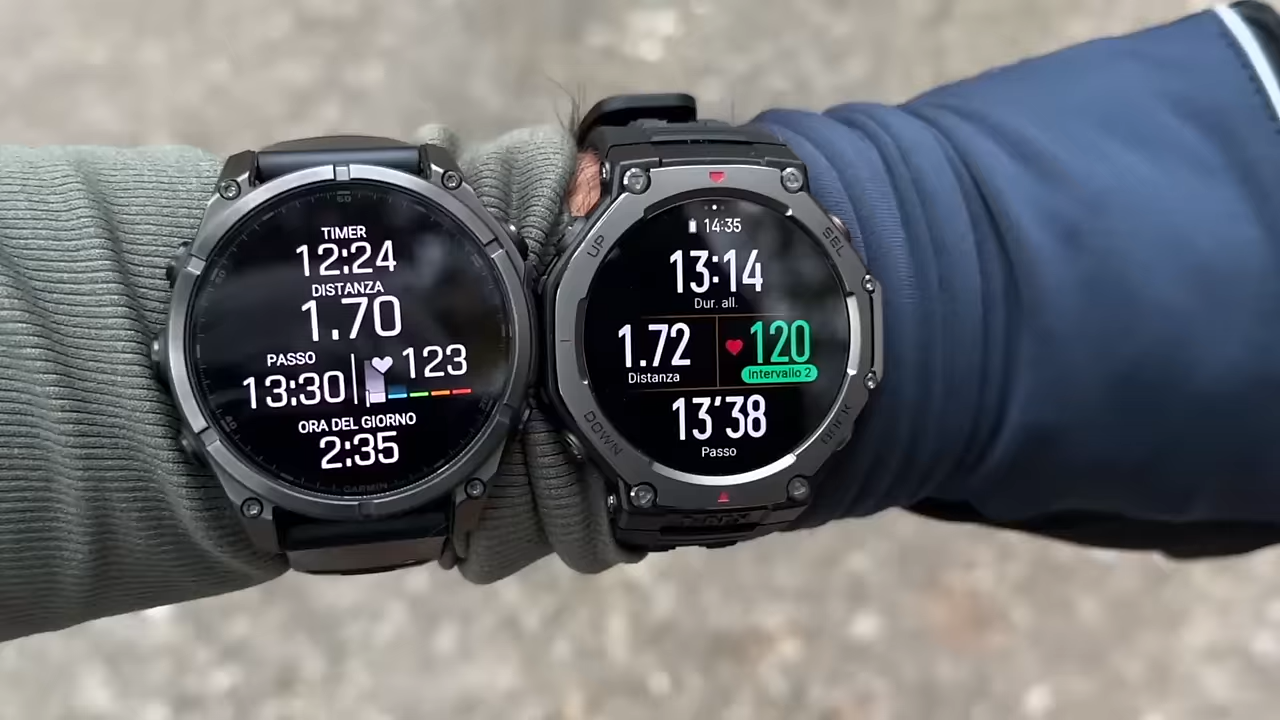 TIMER
12:24
DISTANZA
1.70
PASSO
13:30
123
ORA DEL GIORNO
2:35
GARMIN
60
14:35
13:14
Dur. all.
1.72
Distanza
120
Intervallo 2
13'38
Passo
UP
SEL
DOWN
BACK